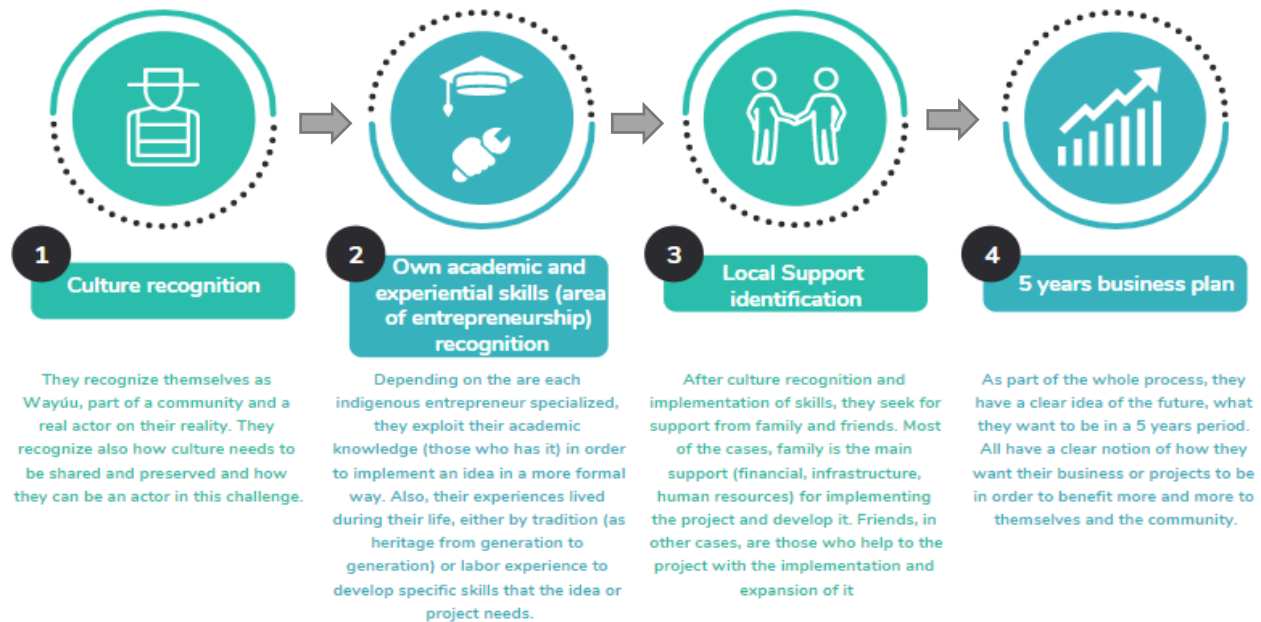 1
Culture recognition
They recognize themselves as
Wayúu, part of a community and a
real actor on their reality. They
recognize also how culture needs to
be shared and preserved and how
they can be an actor in this challenge.
2
Own academic and
experiential skills (area
of entrepreneurship)
recognition
Depending on the are each
indigenous entrepreneur specialized,
they exploit their academic
knowledge (those who has it) in order
to implement an idea in a more formal
way. Also, their experiences lived
during their life, either by tradition (as
heritage from generation to
generation) or labor experience to
develop specific skills that the idea or
project needs.
3
Local Support
identification
After culture recognition and
implementation of skills, they seek for
support from family and friends. Most
of the cases, family is the main
support (financial, infrastructure,
human resources) for implementing
the project and develop it. Friends, in
other cases, are those who help to the
project with the implementation and
expansion of it
4
5 years business plan
As part of the whole process, they
have a clear idea of the future, what
they want to be in a 5 years period.
All have a clear notion of how they
want their business or projects to be
in order to benefit more and more to
themselves and the community.